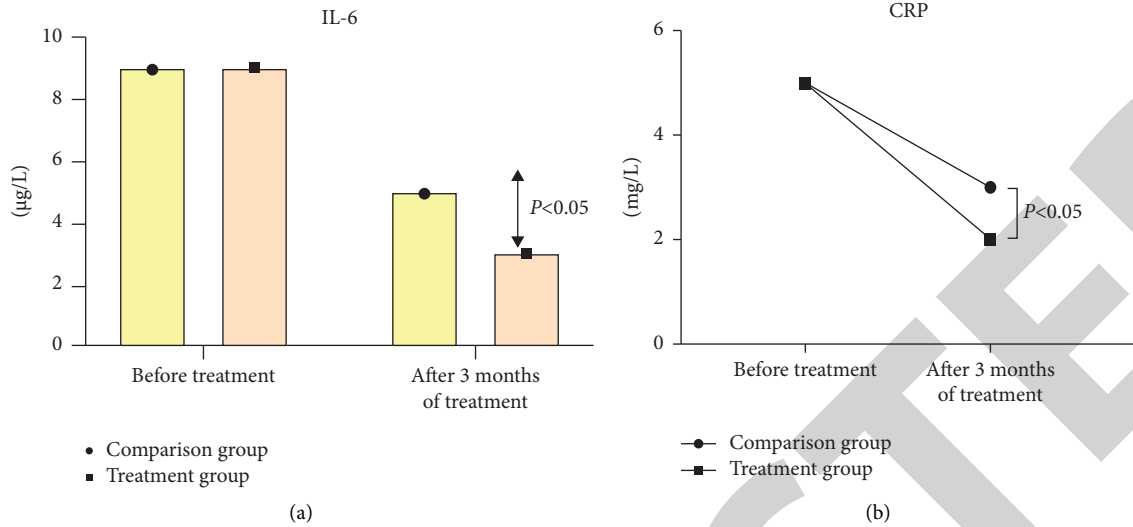 IL-6
10
8
6
4
2
0
(µg/L)
P<0.05
Before treatment
After 3 months
of treatment
Comparison group
Treatment group
(a)
CRP
6
4
2
0
(mg/L)
P<0.05
Before treatment
After 3 months
of treatment
Comparison group
Treatment group
(b)